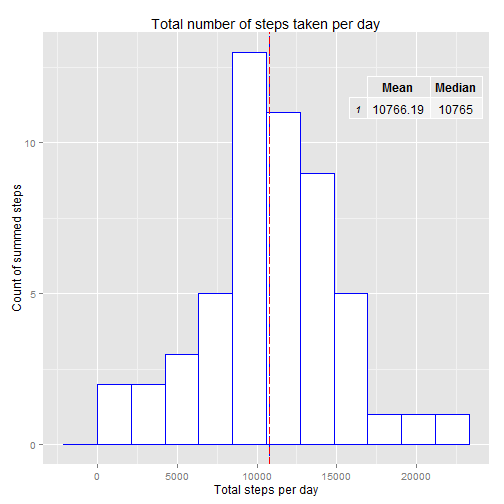 Total number of steps taken per day
Mean Median
1 10766.19 10765
10
5
0
Count of summed steps
0 5000 10000 15000 20000
Total steps per day